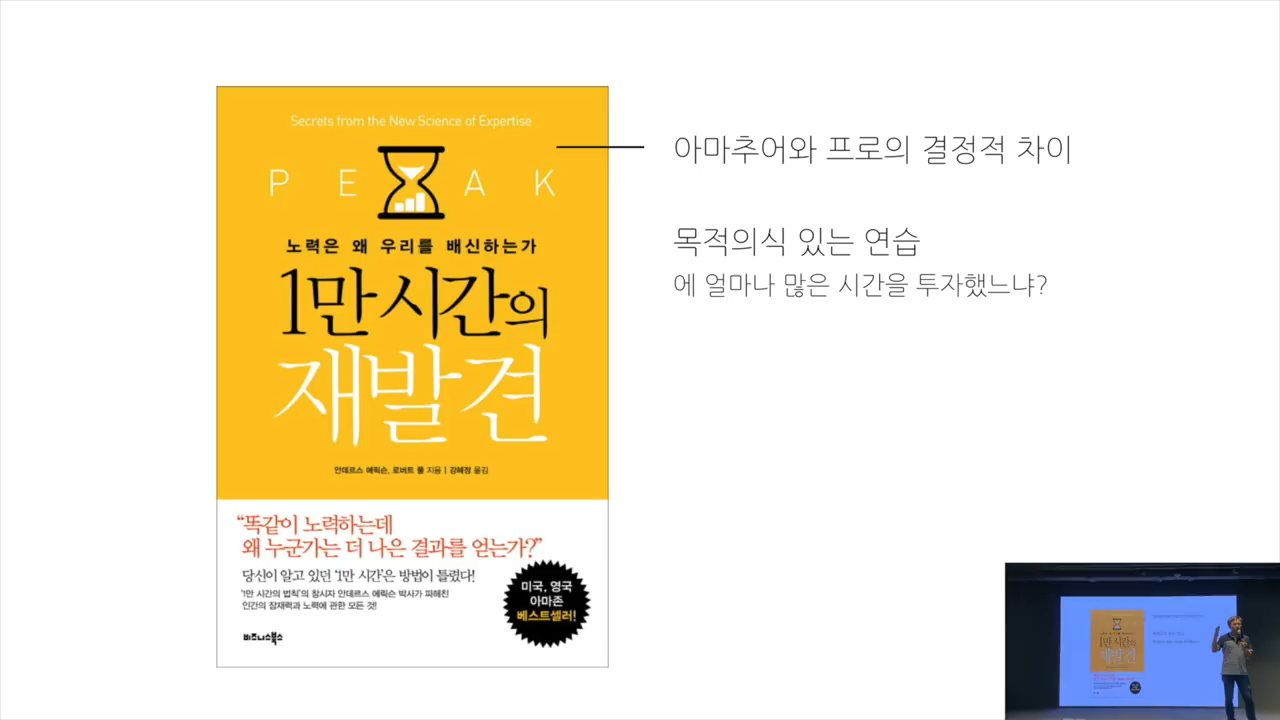 Secrets from the New Science of Expertise
PEAK
노력은 왜 우리를 배신하는가
1만 시간의
재발견
안데르스 에릭슨, 로버트 풀 지음 | 강혜정 옮김
“똑같이 노력하는데
왜 누군가는 더 나은 결과를 얻는가?”
당신이 알고 있던 ‘1만 시간’은 방법이 틀렸다!
‘1만 시간의 법칙’의 창시자 안데르스 에릭슨 박사가 파헤친
인간의 잠재력과 노력에 관한 모든 것!
미국, 영국
아마존
베스트셀러!
비즈니스북스
아마추어와 프로의 결정적 차이
목적의식 있는 연습
에 얼마나 많은 시간을 투자했느냐?
1만 시간의
재발견